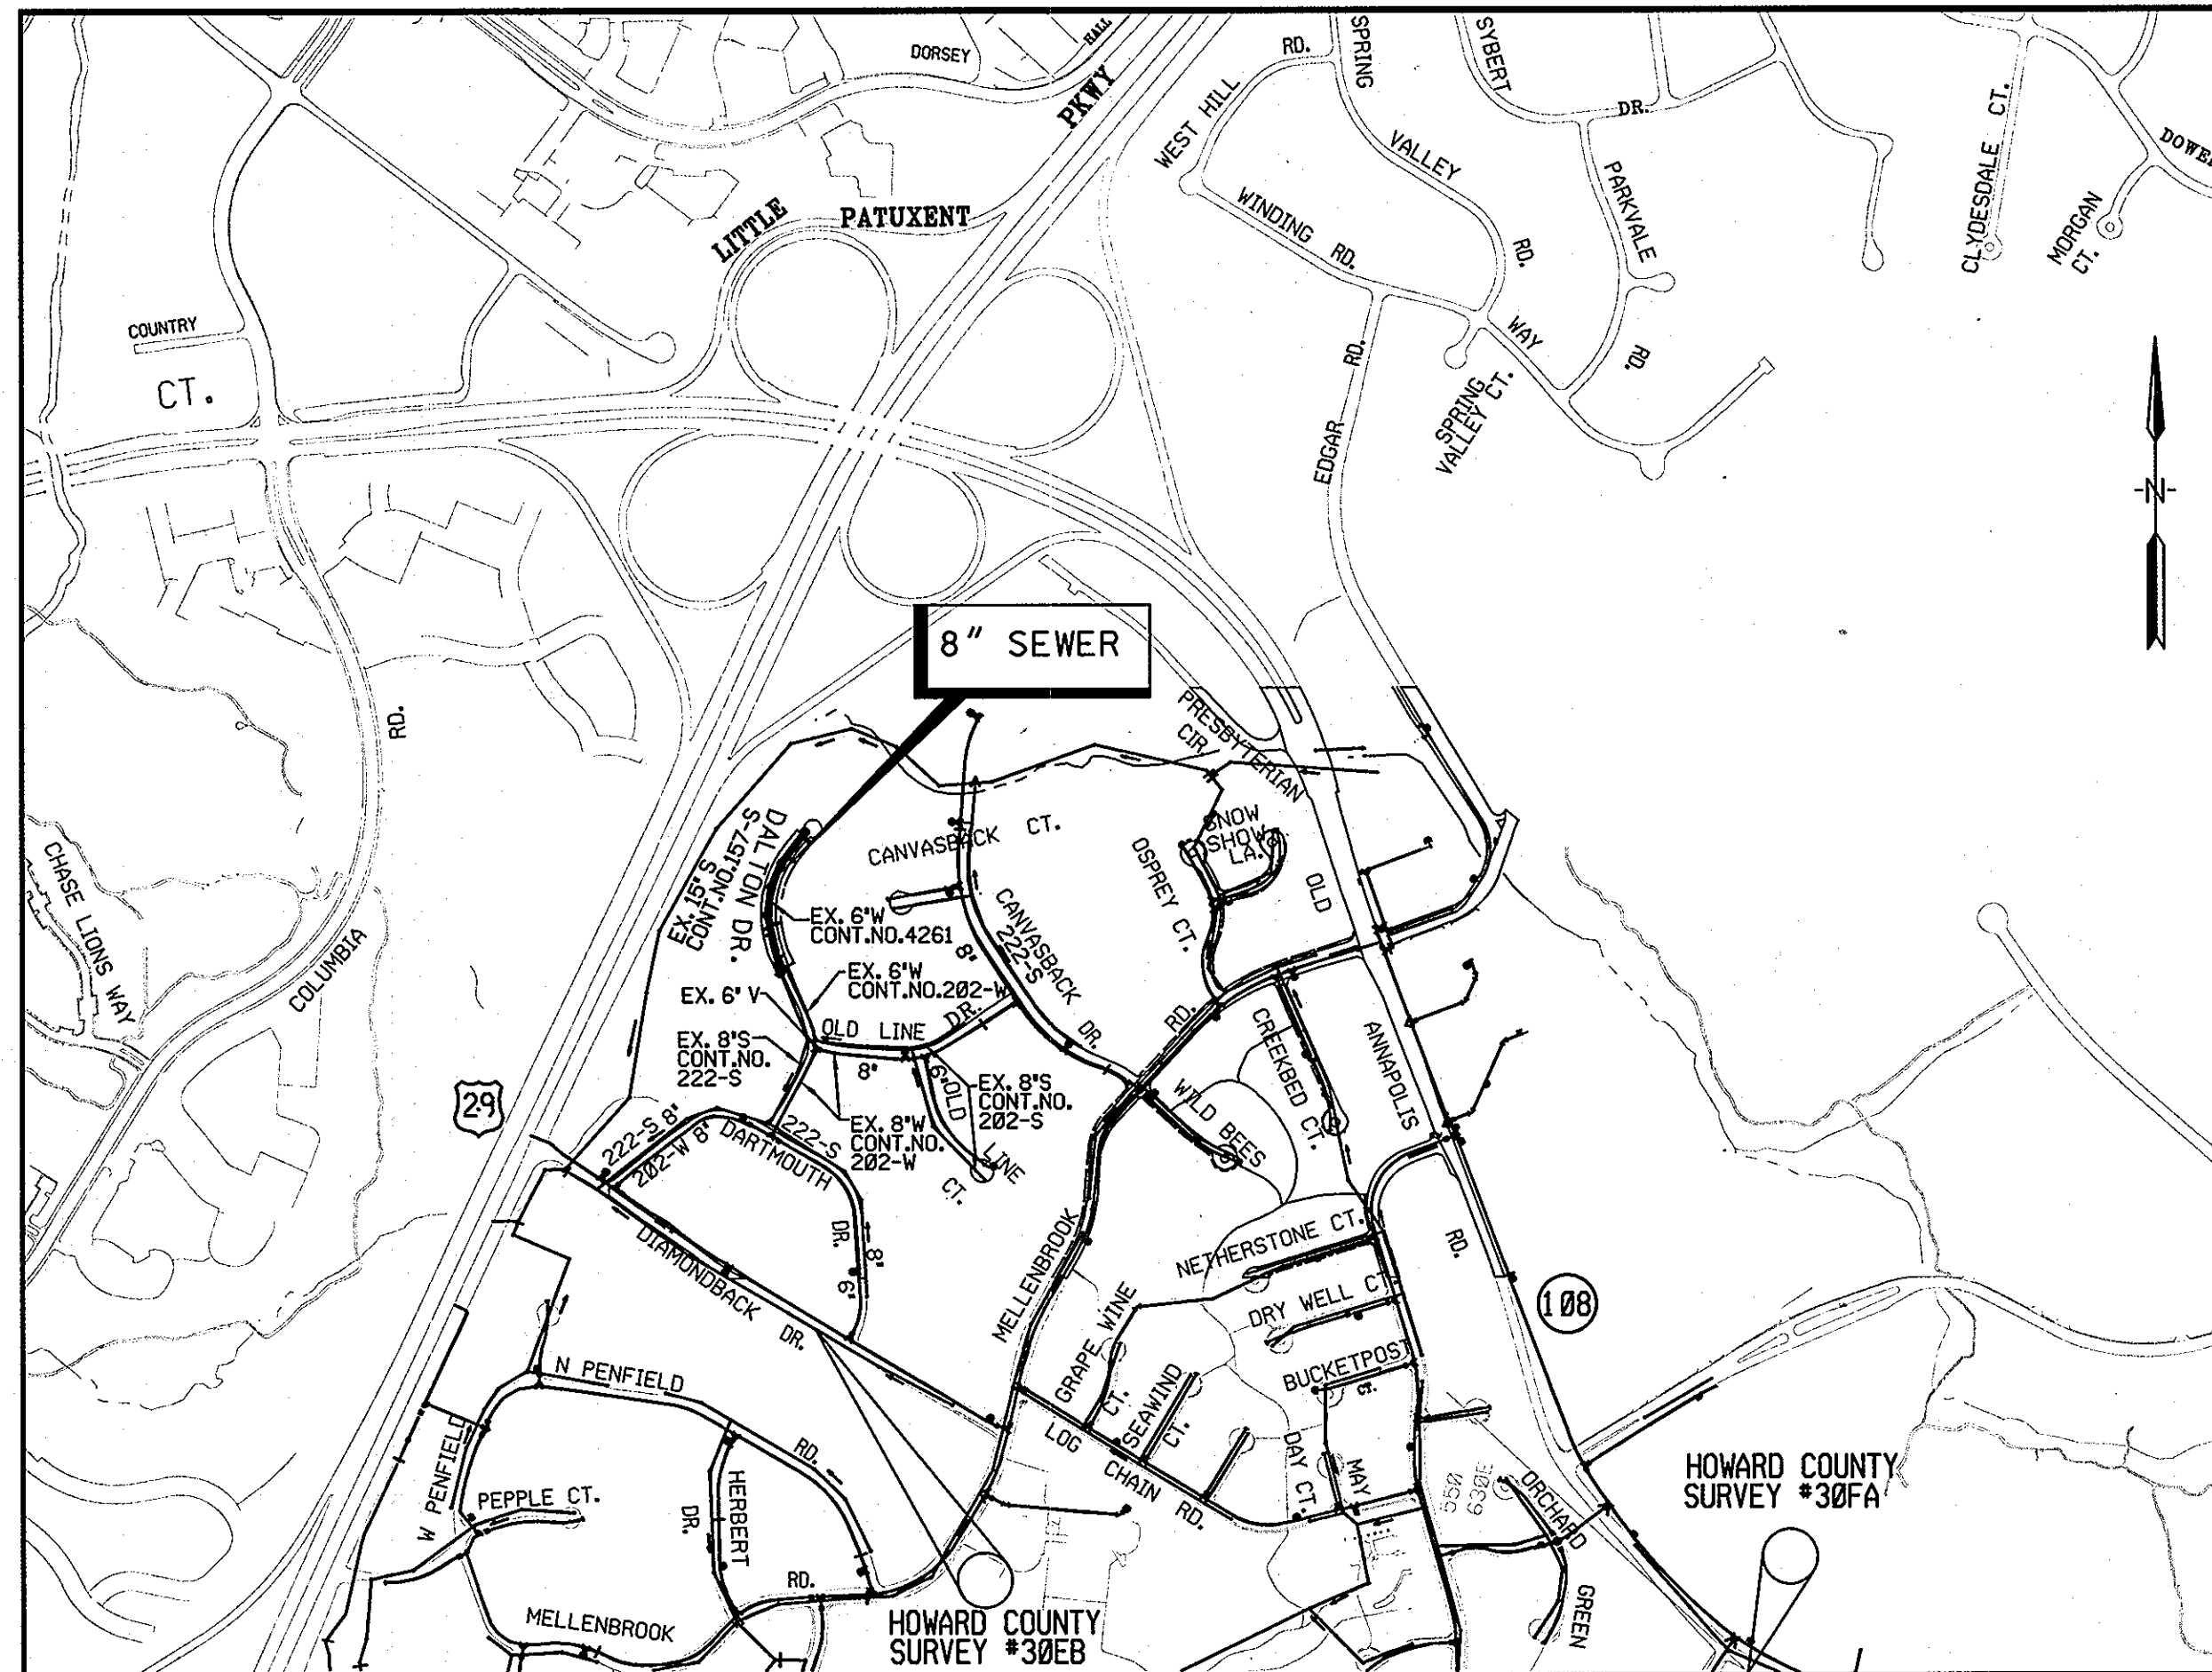 DORSEY
HALL
PKWY
LITTLE
PATUXENT
COUNTRY
CT.
WEST HILL
RD.
SPRING
VALLEY
RD.
SYBERT
DR.
PARKVALE
RD.
CLYDESDALE CT.
MORGAN
CT.
WINDING
RD.
WAY
EDGAR
RD.
SPRING
VALLEY CT.
-N-
8" SEWER
RD.
COLUMBIA
CHASE LIONS WAY
29
PRESBYTERIAN
CIR.
EX. 15" S
CONT.NO.157-S
DALTON DR.
CANVASBACK CT.
EX. 6"W
CONT.NO.4261
EX. 6"W
CONT.NO.202-W
EX. 6" V
EX. 8"S
CONT.NO.
222-S
OLD LINE
DR.
8"
8"
CANVASBACK
222-S
DR.
6"
OLD
LINE
CT.
EX. 8"S
CONT.NO.
202-S
EX. 8"W
CONT.NO.
202-W
222-S 8"
202-W 8"
DARTMOUTH
222-S
DR.
8"
6"
DIAMONDBACK
DR.
OSPREY CT.
SNOW
SHOW
LA.
OLD
ANNAPOLIS
RD.
108
RD.
MELLENBROOK
CREEKBED CT.
WILD BEES
NETHERSTONE CT.
DRY WELL CT.
BUCKETPOST
CT.
GRAPE WINE
CT.
SEAWIND
CT.
LOG
CHAIN
RD.
DAY CT.
MAY
550
ORCHARD
GREEN
N PENFIELD
RD.
W PENFIELD
PEPPLE CT.
HERBERT
DR.
RD.
MELLENBROOK
HOWARD COUNTY
SURVEY #30EB
HOWARD COUNTY
SURVEY #30FA